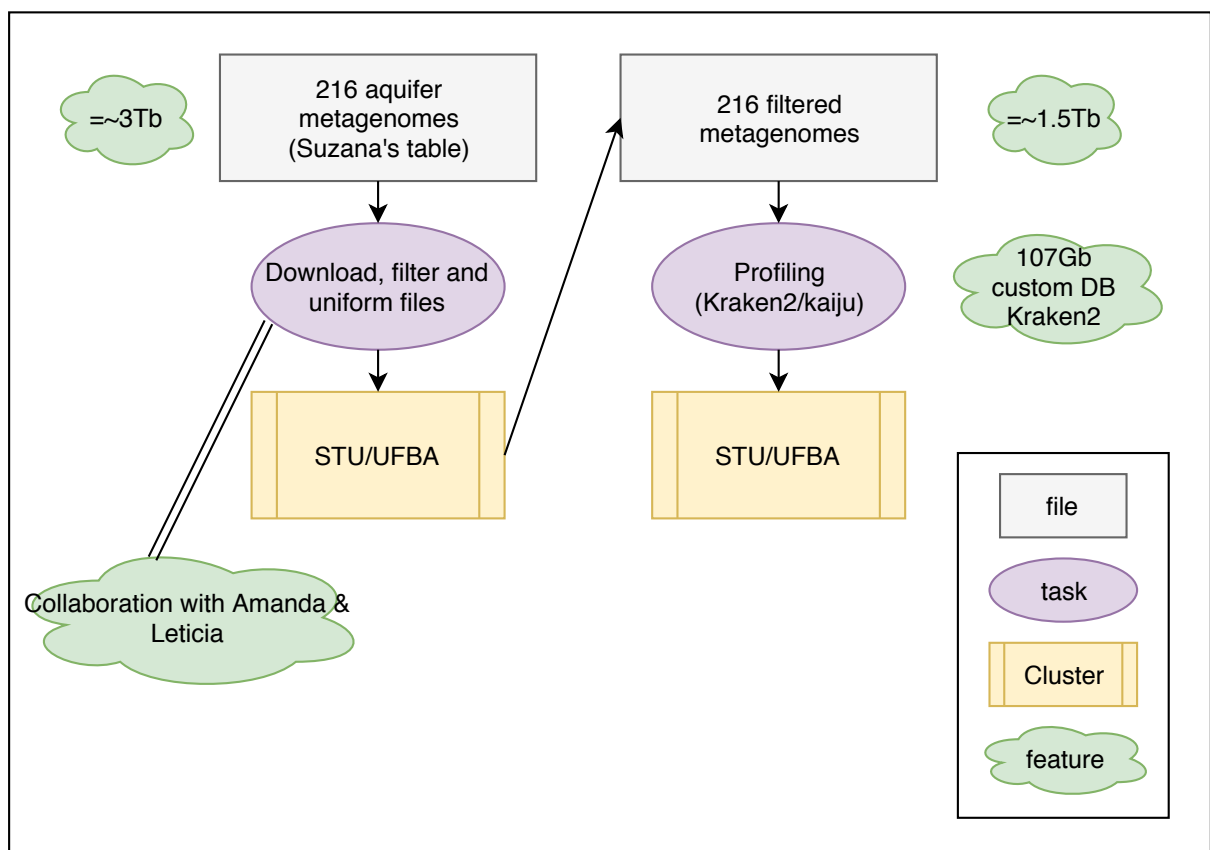 =~3Tb
216 aquifer
metagenomes
(Suzana's table)
216 filtered
metagenomes
=~1.5Tb
Download, filter and
uniform files
Profiling
(Kraken2/kaiju)
107Gb
custom DB
Kraken2
STU/UFBA
STU/UFBA
Collaboration with Amanda &
Leticia
file
task
Cluster
feature